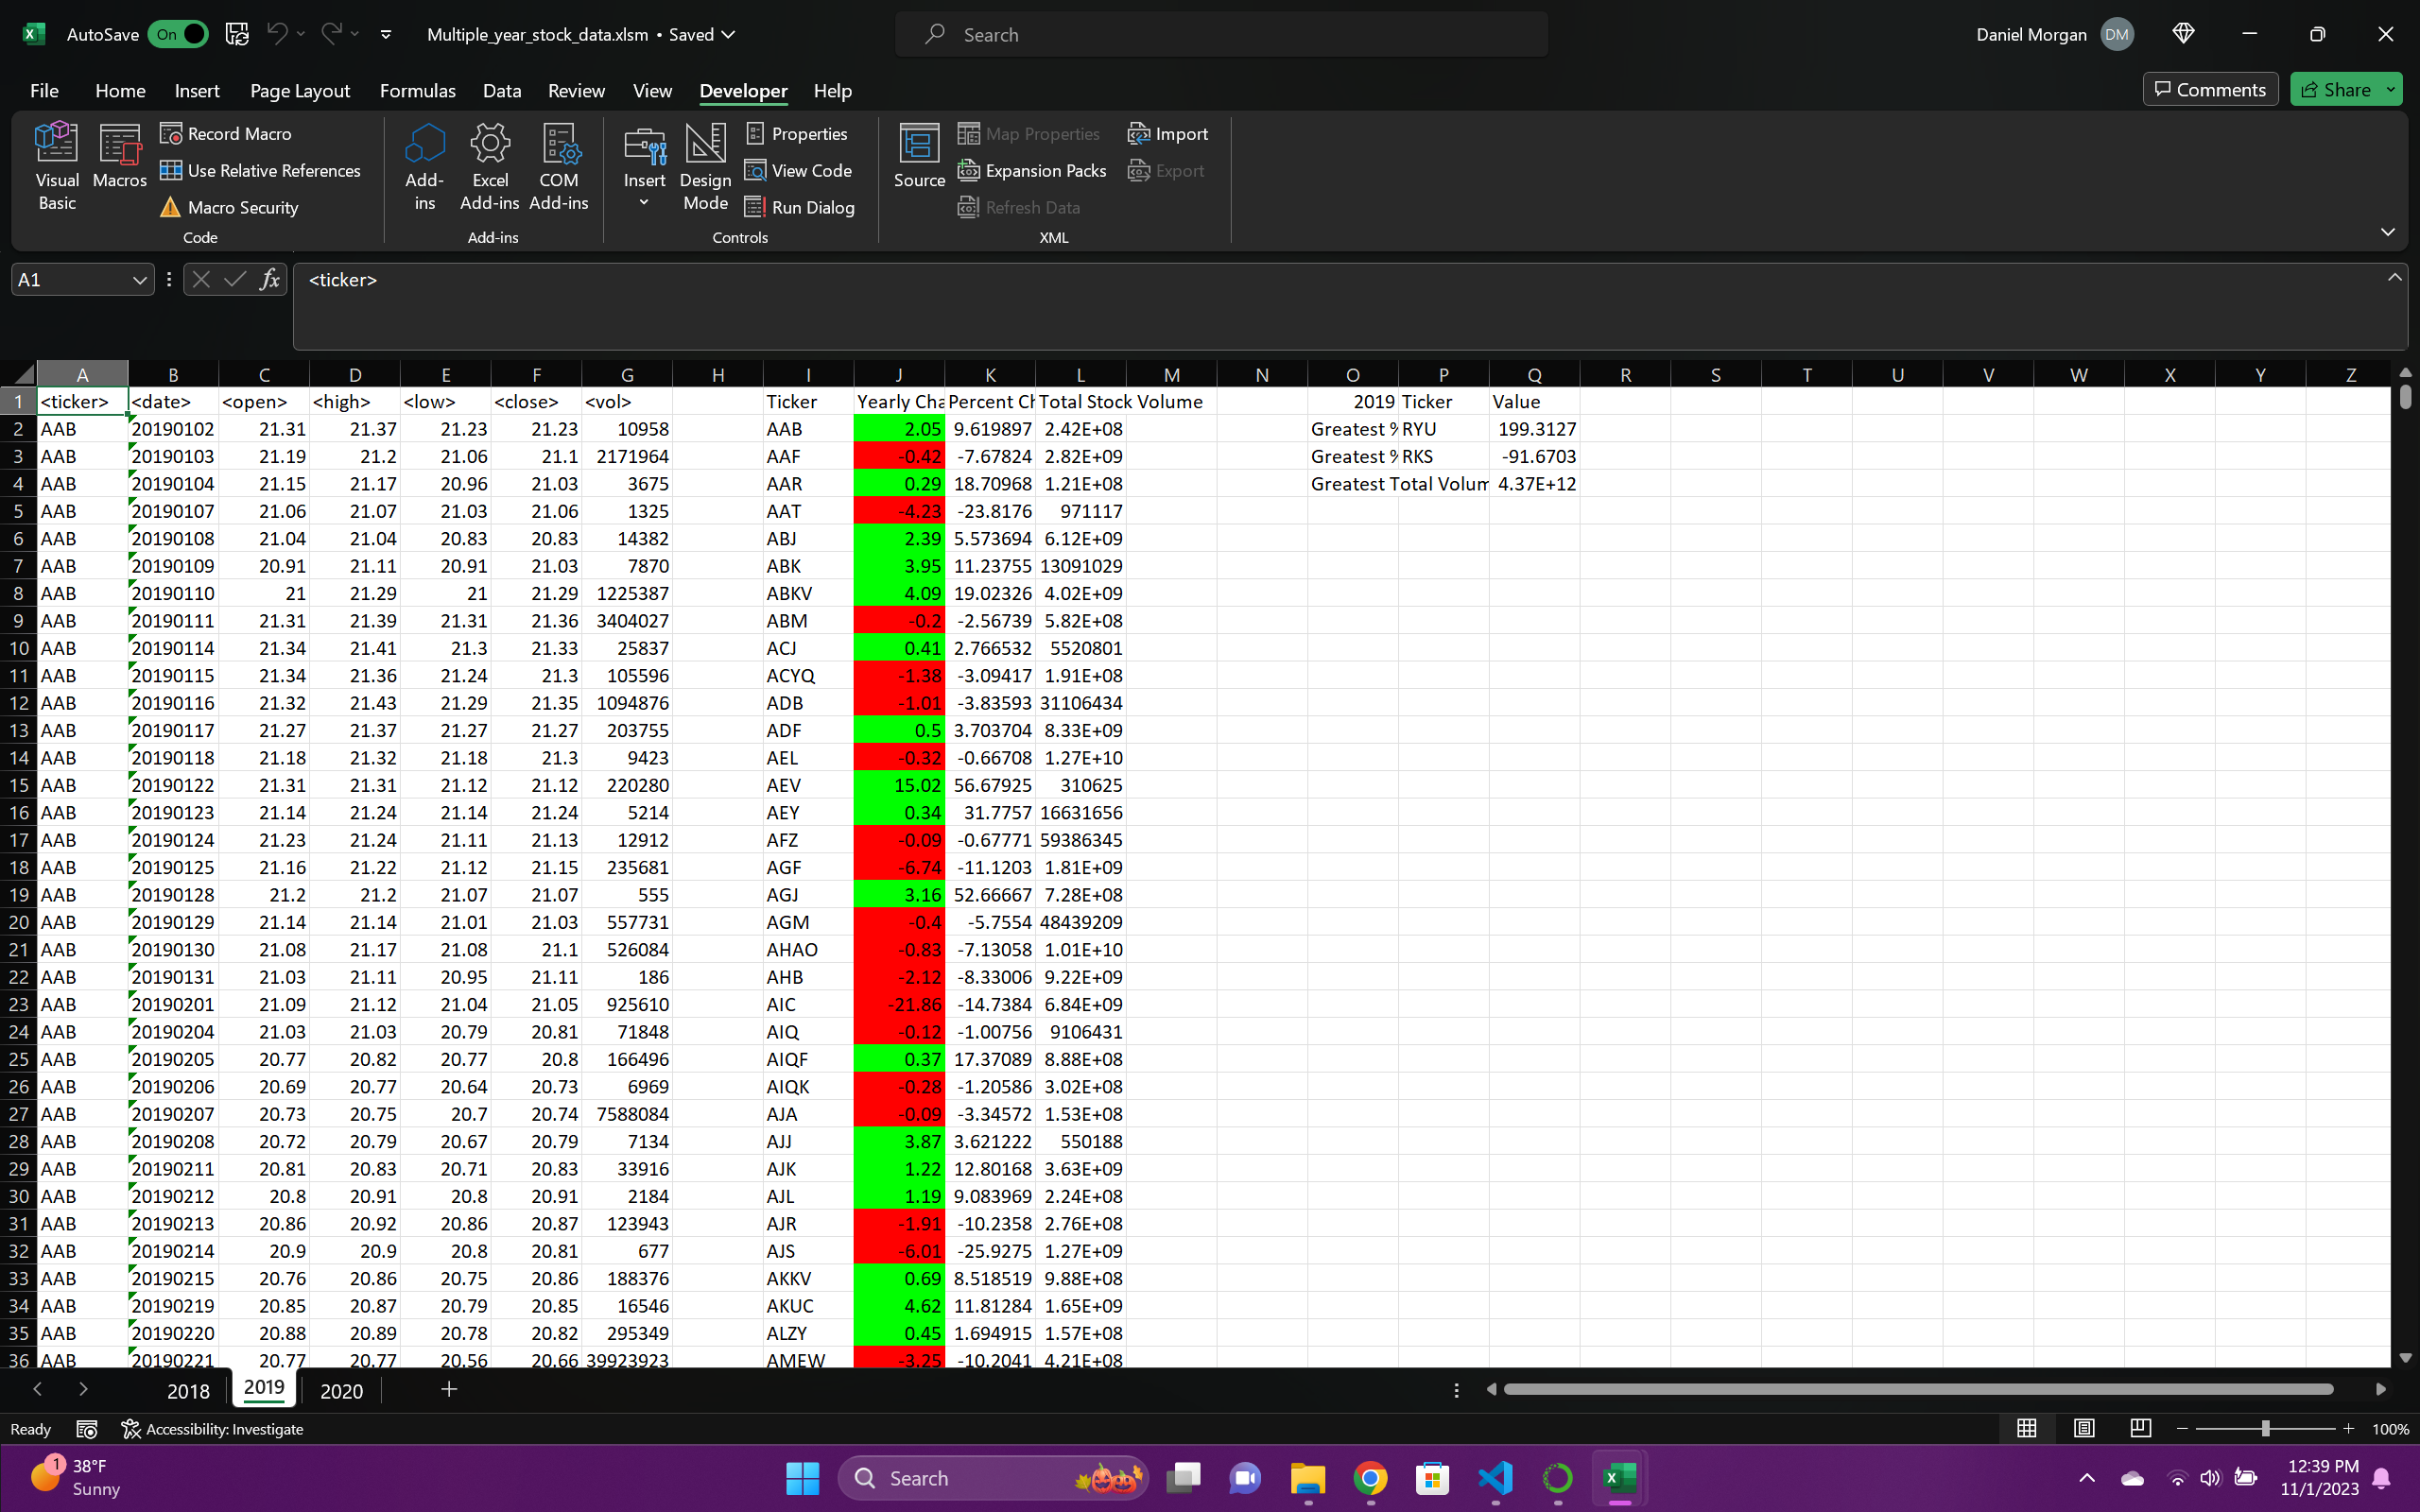 AutoSave On Multiple_year_stock_data.xlsm • Saved Search Daniel Morgan DM
File Home Insert Page Layout Formulas Data Review View Developer Help Comments Share
Visual Basic
Macros
Record Macro
Use Relative References
Macro Security
Code
Add-ins
Excel Add-ins
COM Add-ins
Add-ins
Insert
Design Mode
Properties
View Code
Run Dialog
Controls
Source
Map Properties
Expansion Packs
Refresh Data
Import
Export
XML
A1 fx <ticker>
A B C D E F G H I J K L M N O P Q R S T U V W X Y Z
1 <ticker> <date> <open> <high> <low> <close> <vol> Ticker Yearly Cha Percent Ch Total Stock Volume 2019 Ticker Value
2 AAB 20190102 21.31 21.37 21.23 21.23 10958 AAB 2.05 9.619897 2.42E+08 Greatest % RYU 199.3127
3 AAB 20190103 21.19 21.2 21.06 21.1 2171964 AAF -0.42 -7.67824 2.82E+09 Greatest % RKS -91.6703
4 AAB 20190104 21.15 21.17 20.96 21.03 3675 AAR 0.29 18.70968 1.21E+08 Greatest Total Volum 4.37E+12
5 AAB 20190107 21.06 21.07 21.03 21.06 1325 AAT -4.23 -23.8176 971117
6 AAB 20190108 21.04 21.04 20.83 20.83 14382 ABJ 2.39 5.573694 6.12E+09
7 AAB 20190109 20.91 21.11 20.91 21.03 7870 ABK 3.95 11.23755 13091029
8 AAB 20190110 21 21.29 21 21.29 1225387 ABKV 4.09 19.02326 4.02E+09
9 AAB 20190111 21.31 21.39 21.31 21.36 3404027 ABM -0.2 -2.56739 5.82E+08
10 AAB 20190114 21.34 21.41 21.3 21.33 25837 ACJ 0.41 2.766532 5520801
11 AAB 20190115 21.34 21.36 21.24 21.3 105596 ACYQ -1.38 -3.09417 1.91E+08
12 AAB 20190116 21.32 21.43 21.29 21.35 1094876 ADB -1.01 -3.83593 31106434
13 AAB 20190117 21.27 21.37 21.27 21.27 203755 ADF 0.5 3.703704 8.33E+09
14 AAB 20190118 21.18 21.32 21.18 21.3 9423 AEL -0.32 -0.66708 1.27E+10
15 AAB 20190122 21.31 21.31 21.12 21.12 220280 AEV 15.02 56.67925 310625
16 AAB 20190123 21.14 21.24 21.14 21.24 5214 AEY 0.34 31.7757 16631656
17 AAB 20190124 21.23 21.24 21.11 21.13 12912 AFZ -0.09 -0.67771 59386345
18 AAB 20190125 21.16 21.22 21.12 21.15 235681 AGF -6.74 -11.1203 1.81E+09
19 AAB 20190128 21.2 21.2 21.07 21.07 555 AGJ 3.16 52.66667 7.28E+08
20 AAB 20190129 21.14 21.14 21.01 21.03 557731 AGM -0.4 -5.7554 48439209
21 AAB 20190130 21.08 21.17 21.08 21.1 526084 AHAO -0.83 -7.13058 1.01E+10
22 AAB 20190131 21.03 21.11 20.95 21.11 186 AHB -2.12 -8.33006 9.22E+09
23 AAB 20190201 21.09 21.12 21.04 21.05 925610 AIC -21.86 -14.7384 6.84E+09
24 AAB 20190204 21.03 21.03 20.79 20.81 71848 AIQ -0.12 -1.00756 9106431
25 AAB 20190205 20.77 20.82 20.77 20.8 166496 AIQF 0.37 17.37089 8.88E+08
26 AAB 20190206 20.69 20.77 20.64 20.73 6969 AIQK -0.28 -1.20586 3.02E+08
27 AAB 20190207 20.73 20.75 20.7 20.74 7588084 AJA -0.09 -3.34572 1.53E+08
28 AAB 20190208 20.72 20.79 20.67 20.79 7134 AJJ 3.87 3.621222 550188
29 AAB 20190211 20.81 20.83 20.71 20.83 33916 AJK 1.22 12.80168 3.63E+09
30 AAB 20190212 20.8 20.91 20.8 20.91 2184 AJL 1.19 9.083969 2.24E+08
31 AAB 20190213 20.86 20.92 20.86 20.87 123943 AJR -1.91 -10.2358 2.76E+08
32 AAB 20190214 20.9 20.9 20.8 20.81 677 AJS -6.01 -25.9275 1.27E+09
33 AAB 20190215 20.76 20.86 20.75 20.86 188376 AKKV 0.69 8.518519 9.88E+08
34 AAB 20190219 20.85 20.87 20.79 20.85 16546 AKUC 4.62 11.81284 1.65E+09
35 AAB 20190220 20.88 20.89 20.78 20.82 295349 ALZY 0.45 1.694915 1.57E+08
36 AAB 20190221 20.77 20.77 20.56 20.66 39923923 AMEW -3.25 -10.2041 4.21E+08
2018 2019 2020
Ready Accessibility: Investigate 100%
1 38°F
Sunny
Search
12:39 PM
11/1/2023